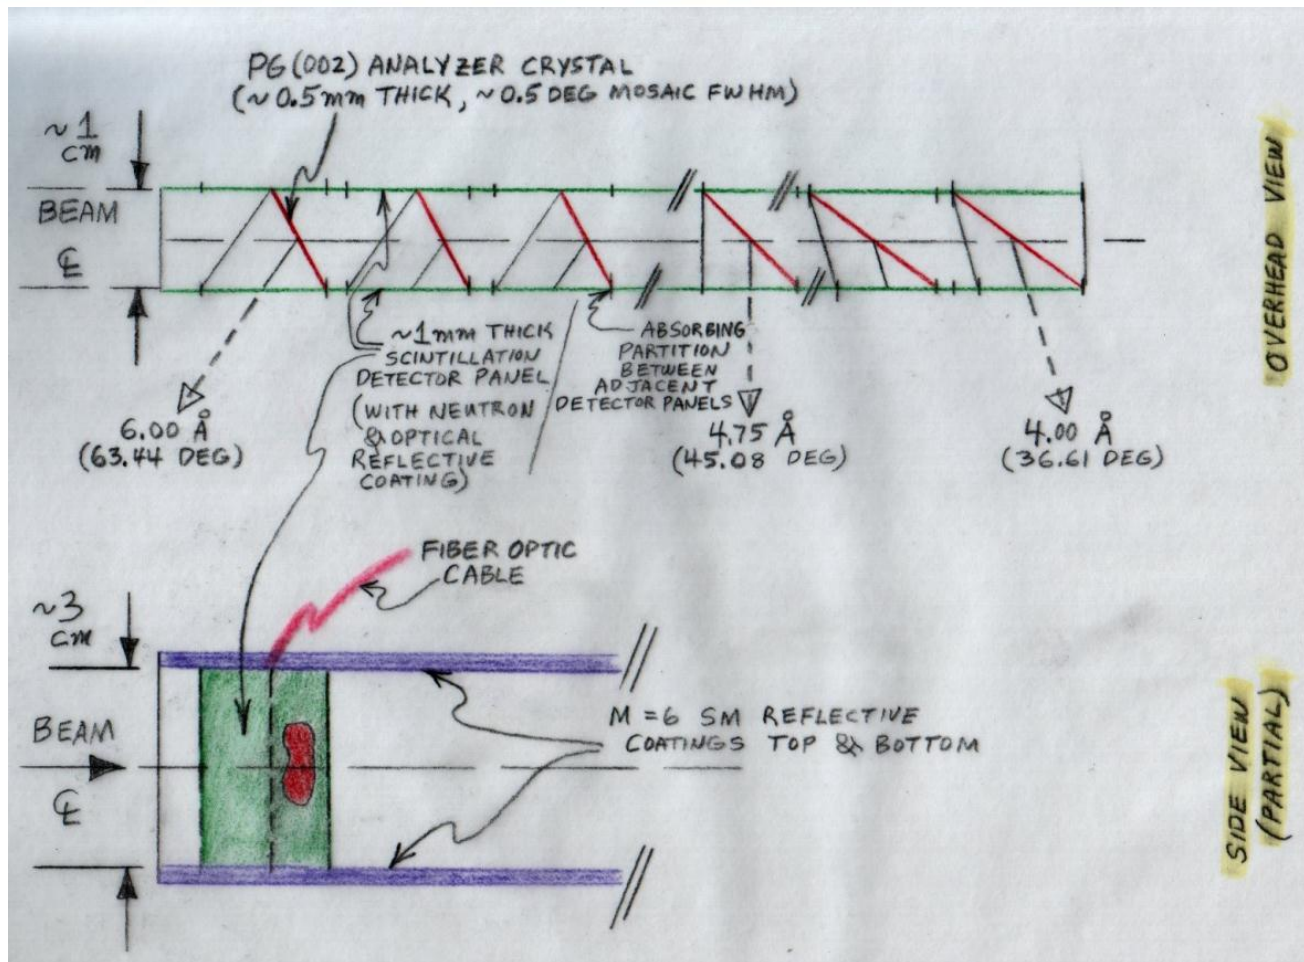 PG(002) ANALYZER CRYSTAL
(~0.5mm THICK, ~0.5 DEG MOSAIC FWHM)
~1
cm
BEAM
℄
OVERHEAD VIEW
~1mm THICK
SCINTILLATION
DETECTOR PANEL
(WITH NEUTRON
& OPTICAL
REFLECTIVE
COATING)
ABSORBING
PARTITION
BETWEEN
ADJACENT
DETECTOR PANELS
6.00 Å
(63.44 DEG)
4.75 Å
(45.08 DEG)
4.00 Å
(36.61 DEG)
FIBER OPTIC
CABLE
~3
cm
BEAM
℄
M = 6 SM REFLECTIVE
COATINGS TOP & BOTTOM
SIDE VIEW
(PARTIAL)